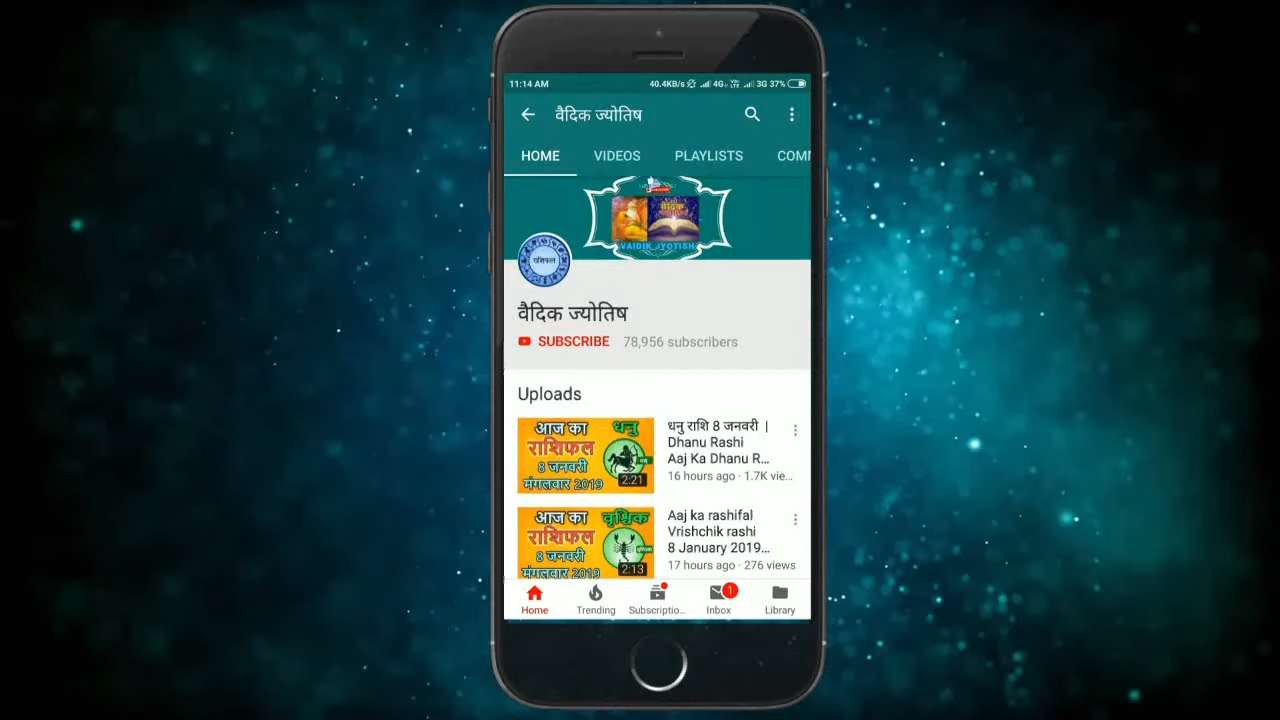 11:14 AM
40.4KB/s 4G 3G 37%
वैदिक ज्योतिष
HOME VIDEOS PLAYLISTS COM
वैदिक
VAIDIK JYOTISH
राशिफल
वैदिक ज्योतिष
SUBSCRIBE 78,956 subscribers
Uploads
आज का धनु
राशिफल
8 जनवरी
मंगलवार 2019
2:21
धनु राशि 8 जनवरी |
Dhanu Rashi
Aaj Ka Dhanu R...
16 hours ago · 1.7K vie...
आज का वृश्चिक
राशिफल
8 जनवरी
मंगलवार 2019
2:13
Aaj ka rashifal
Vrishchik rashi
8 January 2019...
17 hours ago · 276 views
1
Home Trending Subscriptio... Inbox Library